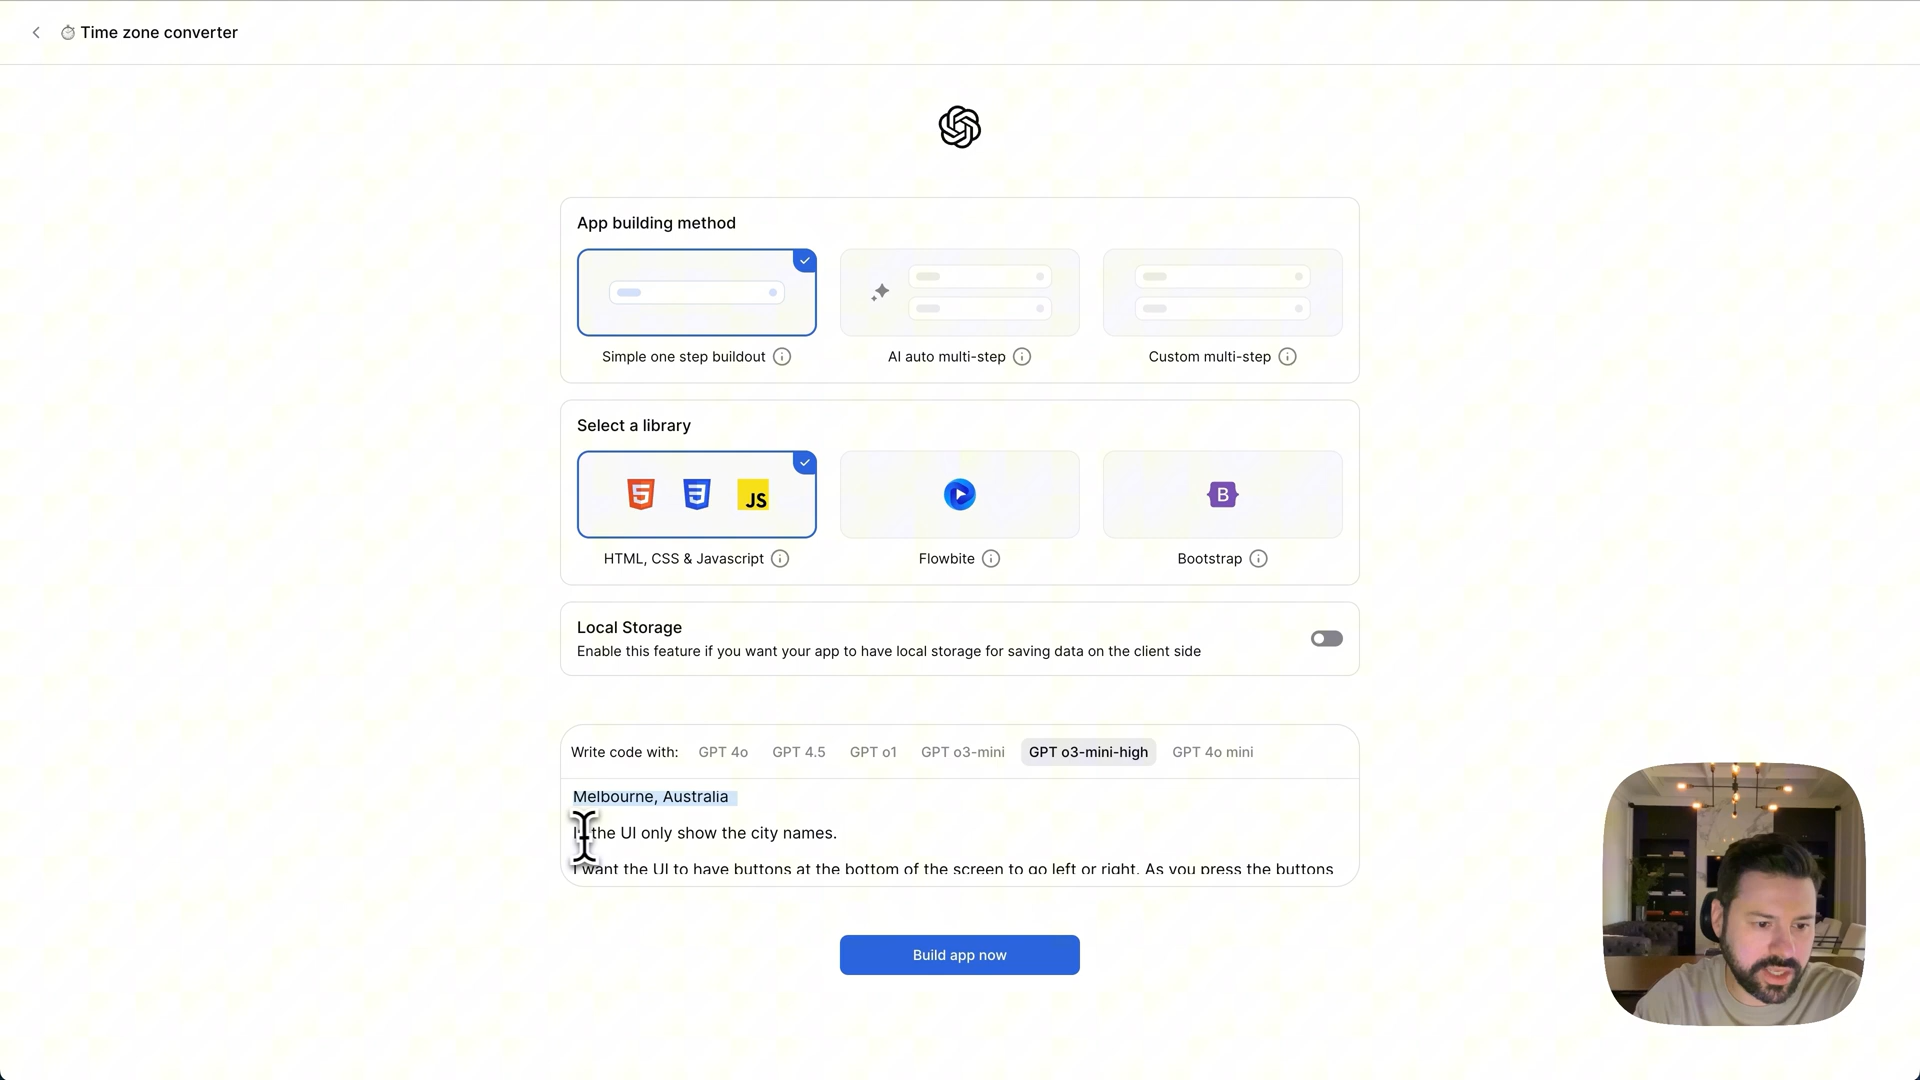 Time zone converter
App building method
Simple one step buildout
AI auto multi-step
Custom multi-step
Select a library
JS
B
HTML, CSS & Javascript
Flowbite
Bootstrap
Local Storage
Enable this feature if you want your app to have local storage for saving data on the client side
Write code with: GPT 4o GPT 4.5 GPT o1 GPT o3-mini GPT o3-mini-high GPT 4o mini
Melbourne, Australia
the UI only show the city names.
I want the UI to have buttons at the bottom of the screen to go left or right. As you press the buttons
Build app now